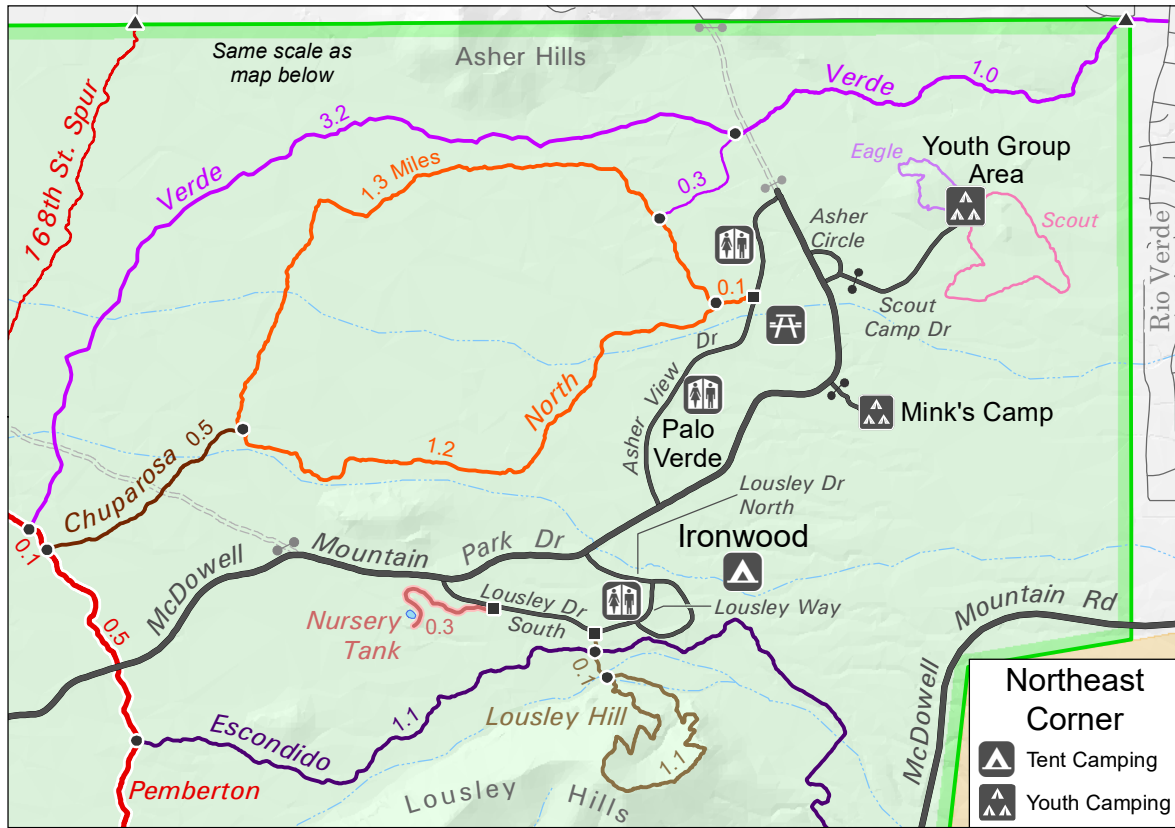 Same scale as
map below
Asher Hills
Verde
1.0
168th St. Spur
Verde
3.2
1.3 Miles
0.3
Eagle
Youth Group
Area
Scout
Asher
Circle
Rio Verde
0.1
Scout
Camp Dr
Asher View Dr
North
Palo
Verde
Mink's Camp
Chuparosa
0.5
1.2
Lousley Dr
North
Ironwood
0.1
McDowell Mountain Park Dr
Lousley Dr
South
Lousley Way
Nursery
Tank
0.3
0.5
0.1
McDowell Mountain Rd
Escondido
1.1
Lousley Hill
1.1
Pemberton
Lousley Hills
Northeast
Corner
Tent Camping
Youth Camping